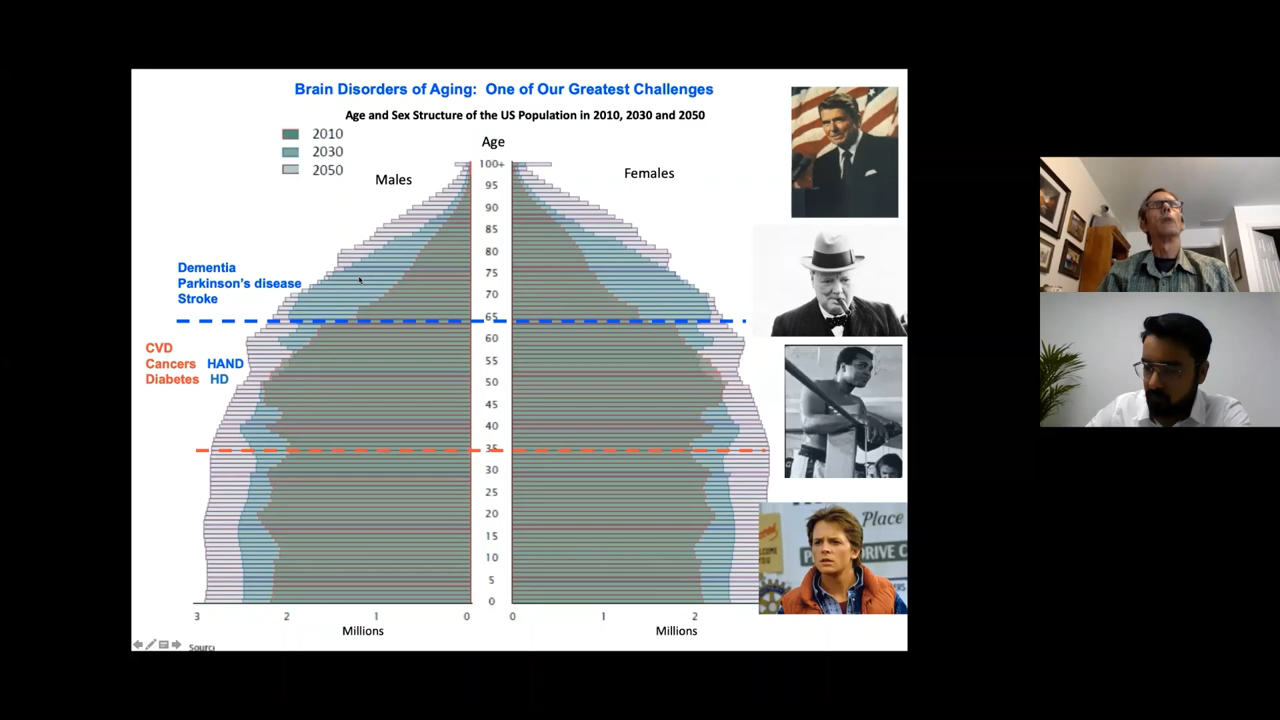 Brain Disorders of Aging: One of Our Greatest Challenges
Age and Sex Structure of the US Population in 2010, 2030 and 2050
2010
2030
2050
Age
Males
Females
100+
95
90
85
80
75
70
65
60
55
50
45
40
35
30
25
20
15
10
5
0
Dementia
Parkinson's disease
Stroke
CVD
Cancers HAND
Diabetes HD
3 2 1 0 0 1 2
Millions Millions
Place
DRIVE